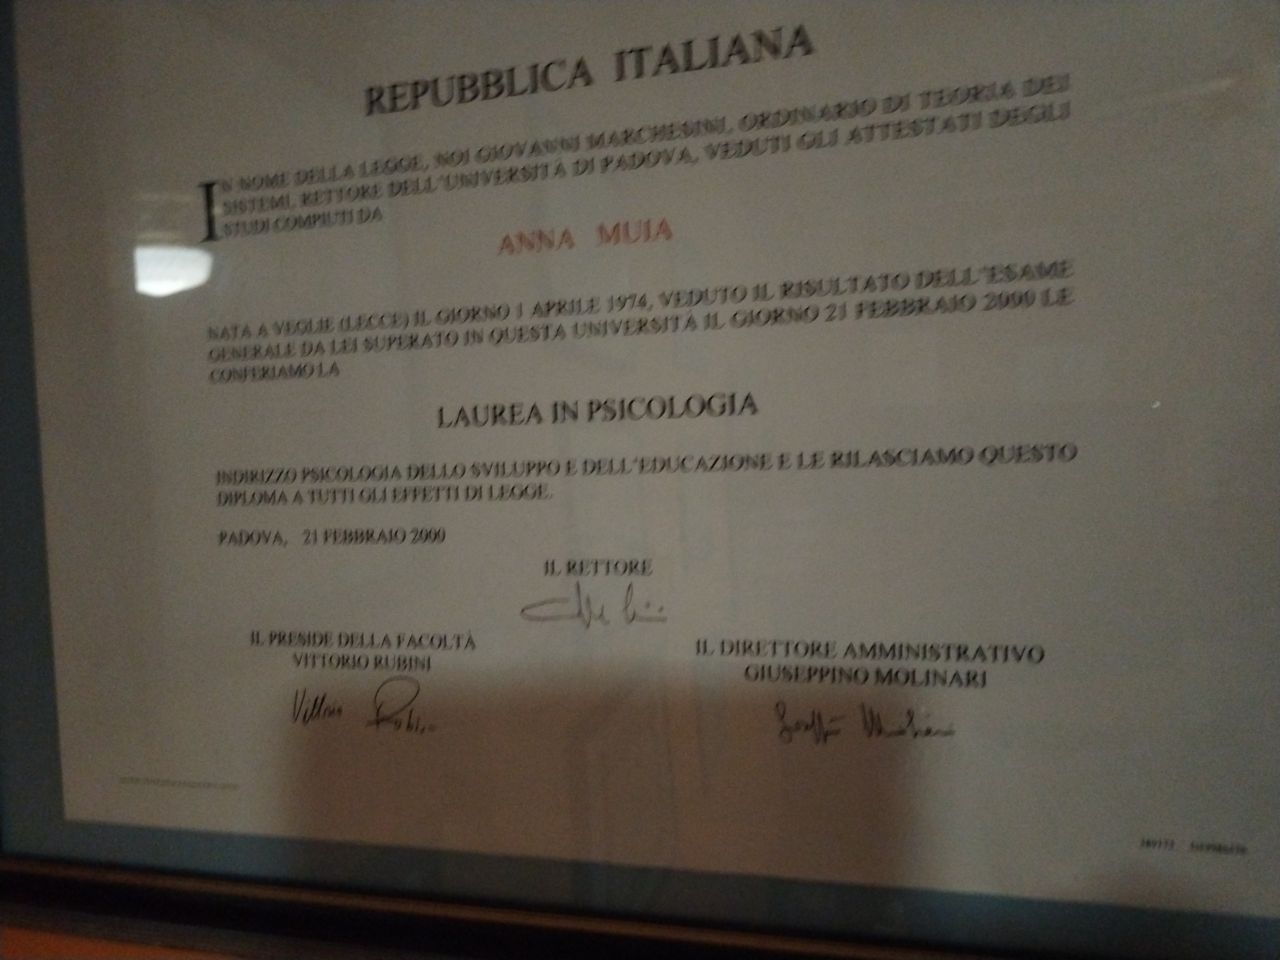 REPUBBLICA ITALIANA
IN NOME DELLA LEGGE, NOI GIOVANNI MARCHESINI, ORDINARIO DI TEORIA DEI
SISTEMI, RETTORE DELL'UNIVERSITÀ DI PADOVA, VEDUTI GLI ATTESTATI DEGLI
STUDI COMPIUTI DA
ANNA MUIA
NATA A VEGLIE (LECCE) IL GIORNO 1 APRILE 1974, VEDUTO IL RISULTATO DELL'ESAME
GENERALE DA LEI SUPERATO IN QUESTA UNIVERSITÀ IL GIORNO 21 FEBBRAIO 2000 LE
CONFERIAMO LA
LAUREA IN PSICOLOGIA
INDIRIZZO PSICOLOGIA DELLO SVILUPPO E DELL'EDUCAZIONE E LE RILASCIAMO QUESTO
DIPLOMA A TUTTI GLI EFFETTI DI LEGGE.
PADOVA, 21 FEBBRAIO 2000
IL RETTORE
IL PRESIDE DELLA FACOLTÀ
VITTORIO RUBINI
Vittorio Rubini
IL DIRETTORE AMMINISTRATIVO
GIUSEPPINO MOLINARI